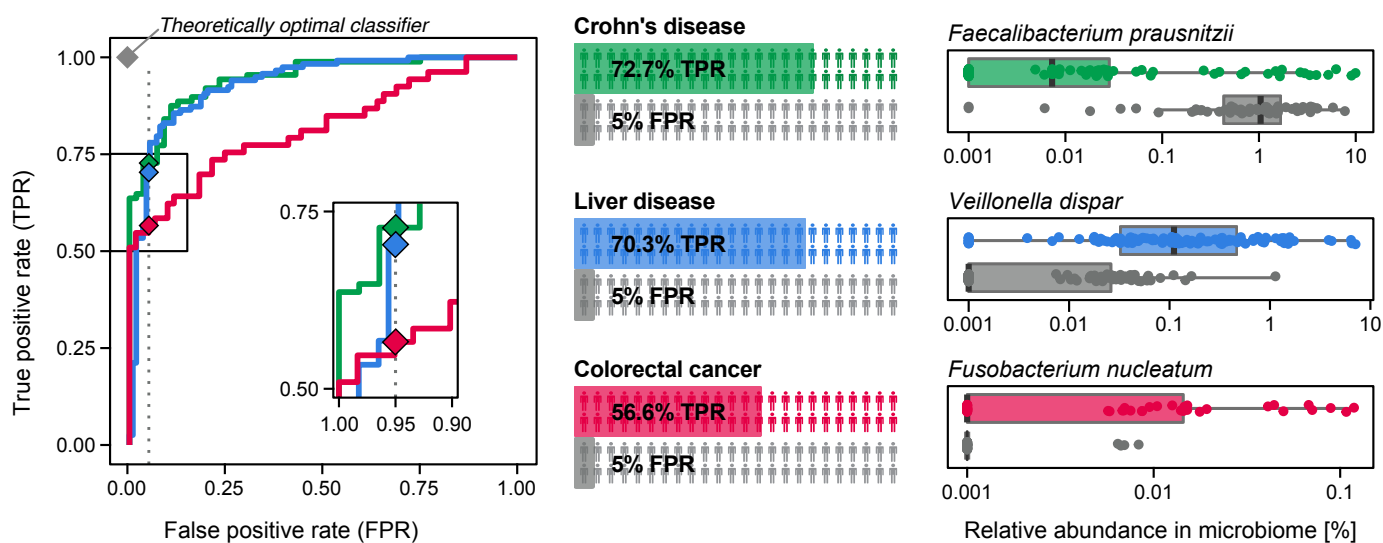 Theoretically optimal classifier
1.00
0.75
0.50
0.25
0.00
True positive rate (TPR)
0.00 0.25 0.50 0.75 1.00
False positive rate (FPR)
0.75
0.50
1.00 0.95 0.90
Crohn's disease
72.7% TPR
5% FPR
Liver disease
70.3% TPR
5% FPR
Colorectal cancer
56.6% TPR
5% FPR
Faecalibacterium prausnitzii
0.001 0.01 0.1 1 10
Veillonella dispar
0.001 0.01 0.1 1 10
Fusobacterium nucleatum
0.001 0.01 0.1
Relative abundance in microbiome [%]